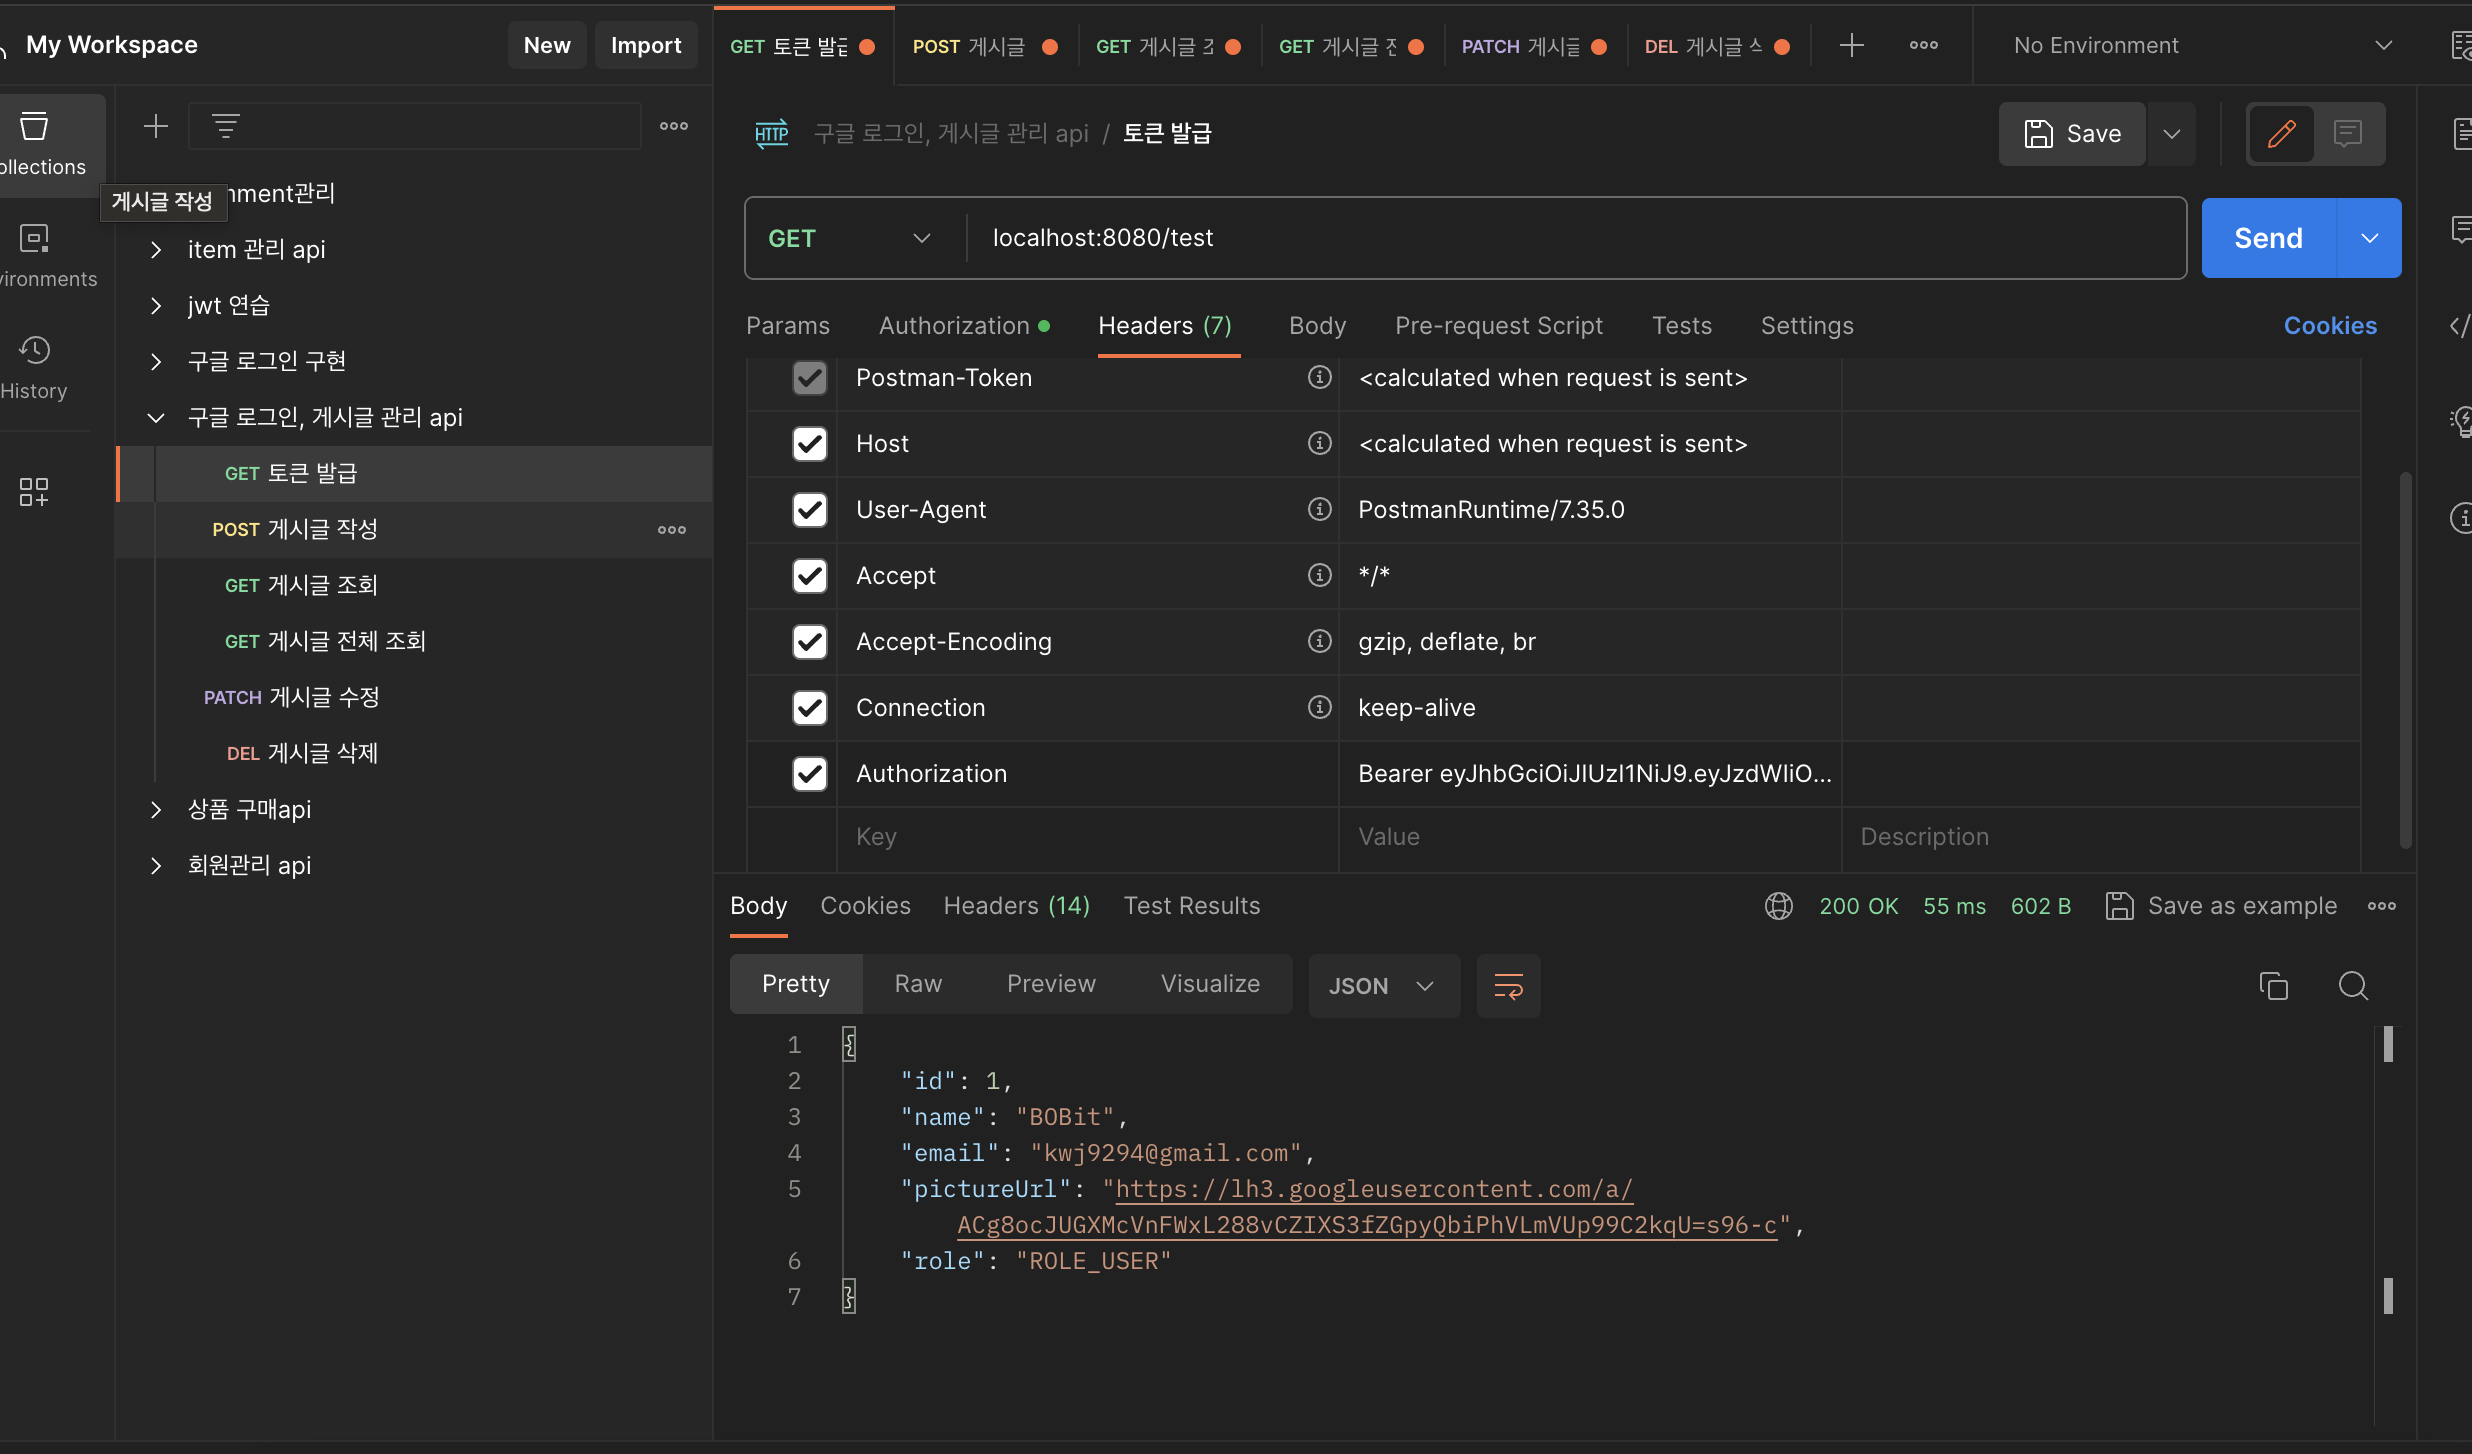 My Workspace
New
Import
GET 토큰 발급
POST 게시글
GET 게시글
GET 게시글
PATCH 게시글
DEL 게시글
No Environment
ollections
vironments
History
게시글 작성
nment관리
item 관리 api
jwt 연습
구글 로그인 구현
구글 로그인, 게시글 관리 api
GET 토큰 발급
POST 게시글 작성
GET 게시글 조회
GET 게시글 전체 조회
PATCH 게시글 수정
DEL 게시글 삭제
상품 구매api
회원관리 api
HTTP 구글 로그인, 게시글 관리 api / 토큰 발급
Save
GET localhost:8080/test
Send
Params Authorization Headers (7) Body Pre-request Script Tests Settings Cookies
Postman-Token <calculated when request is sent>
Host <calculated when request is sent>
User-Agent PostmanRuntime/7.35.0
Accept */*
Accept-Encoding gzip, deflate, br
Connection keep-alive
Authorization Bearer eyJhbGciOiJIUzI1NiJ9.eyJzdWIiO...
Key Value Description
Body Cookies Headers (14) Test Results 200 OK 55 ms 602 B Save as example
Pretty Raw Preview Visualize JSON
1 {
2 "id": 1,
3 "name": "BOBit",
4 "email": "kwj9294@gmail.com",
5 "pictureUrl": "https://lh3.googleusercontent.com/a/
ACg8ocJUGXMcVnFWxL288vCZIXS3fZGpyQbiPhVLmVUp99C2kqU=s96-c",
6 "role": "ROLE_USER"
7 }